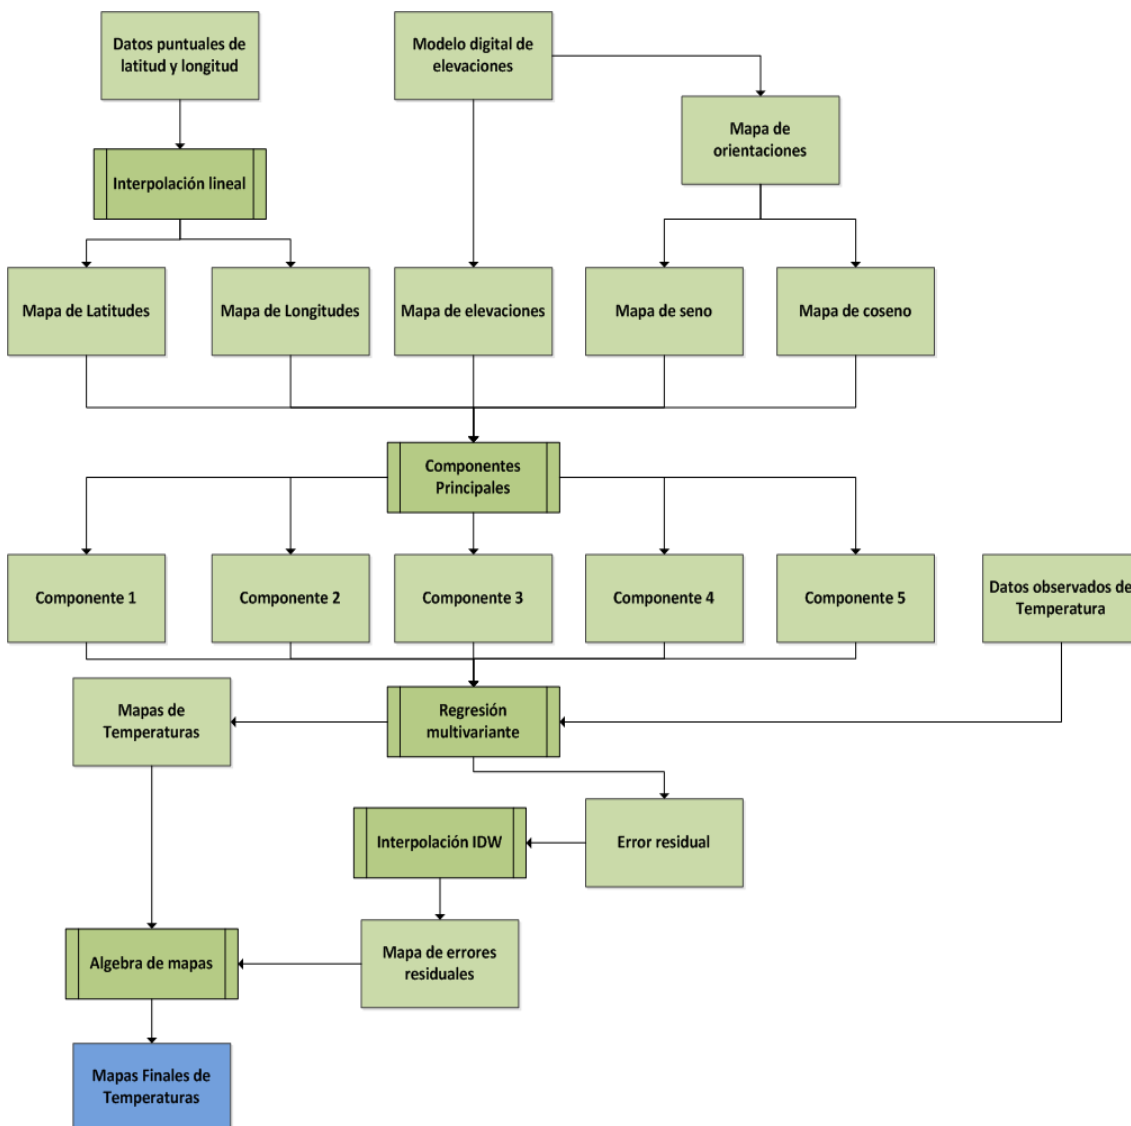 Datos puntuales de
latitud y longitud
Modelo digital de
elevaciones
Mapa de
orientaciones
Interpolación lineal
Mapa de Latitudes
Mapa de Longitudes
Mapa de elevaciones
Mapa de seno
Mapa de coseno
Componentes
Principales
Componente 1
Componente 2
Componente 3
Componente 4
Componente 5
Datos observados de
Temperatura
Mapas de
Temperaturas
Regresión
multivariante
Interpolación IDW
Error residual
Algebra de mapas
Mapa de errores
residuales
Mapas Finales de
Temperaturas